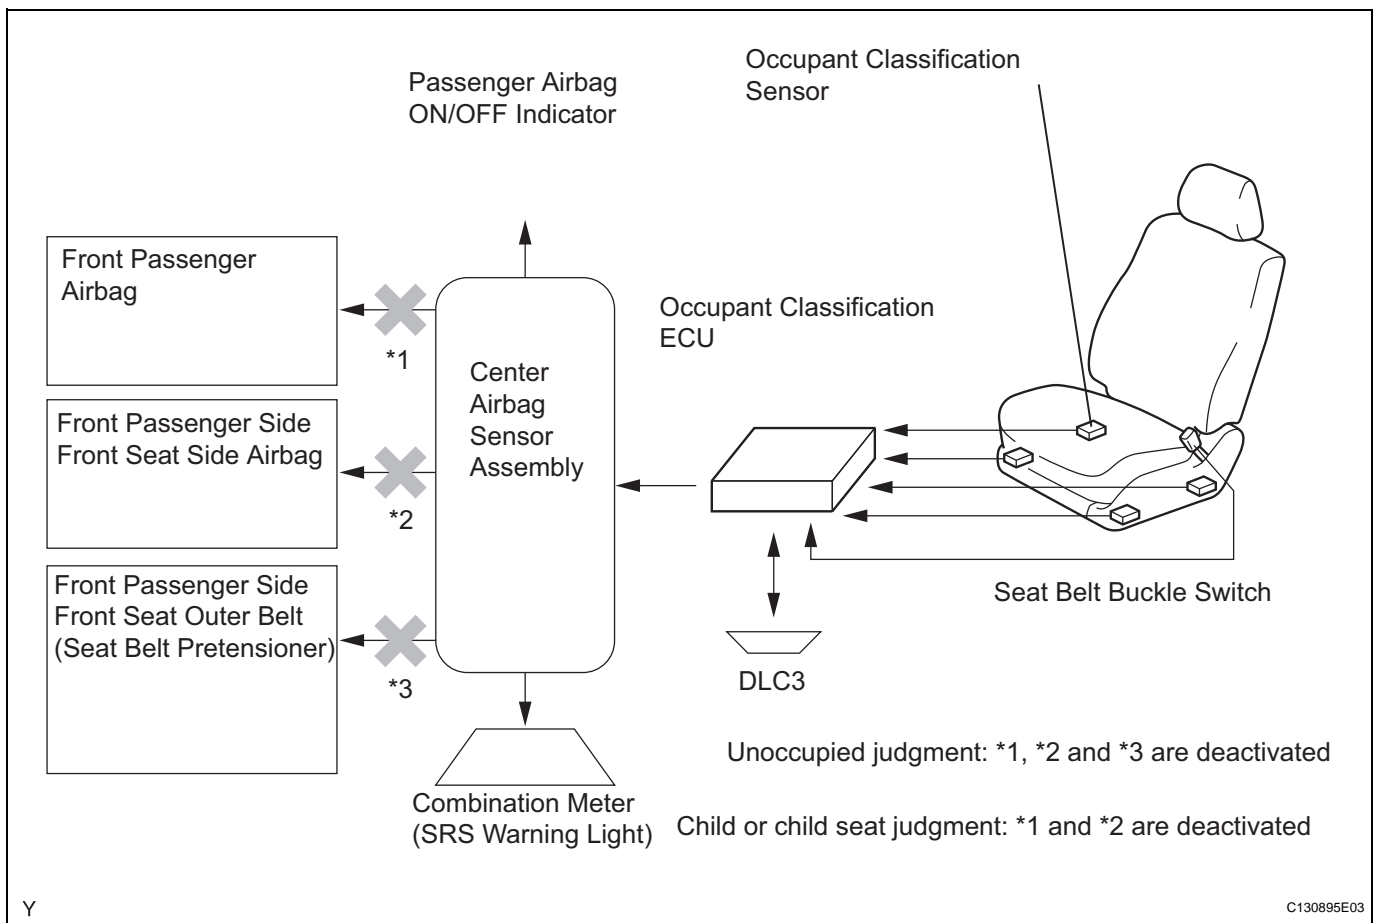 Occupant Classification
Sensor
Passenger Airbag
ON/OFF Indicator
Front Passenger
Airbag
*1
Occupant Classification
ECU
Center
Airbag
Sensor
Assembly
Front Passenger Side
Front Seat Side Airbag
*2
Front Passenger Side
Front Seat Outer Belt
(Seat Belt Pretensioner)
*3
Seat Belt Buckle Switch
DLC3
Unoccupied judgment: *1, *2 and *3 are deactivated
Combination Meter
(SRS Warning Light)
Child or child seat judgment: *1 and *2 are deactivated
Y
C130895E03